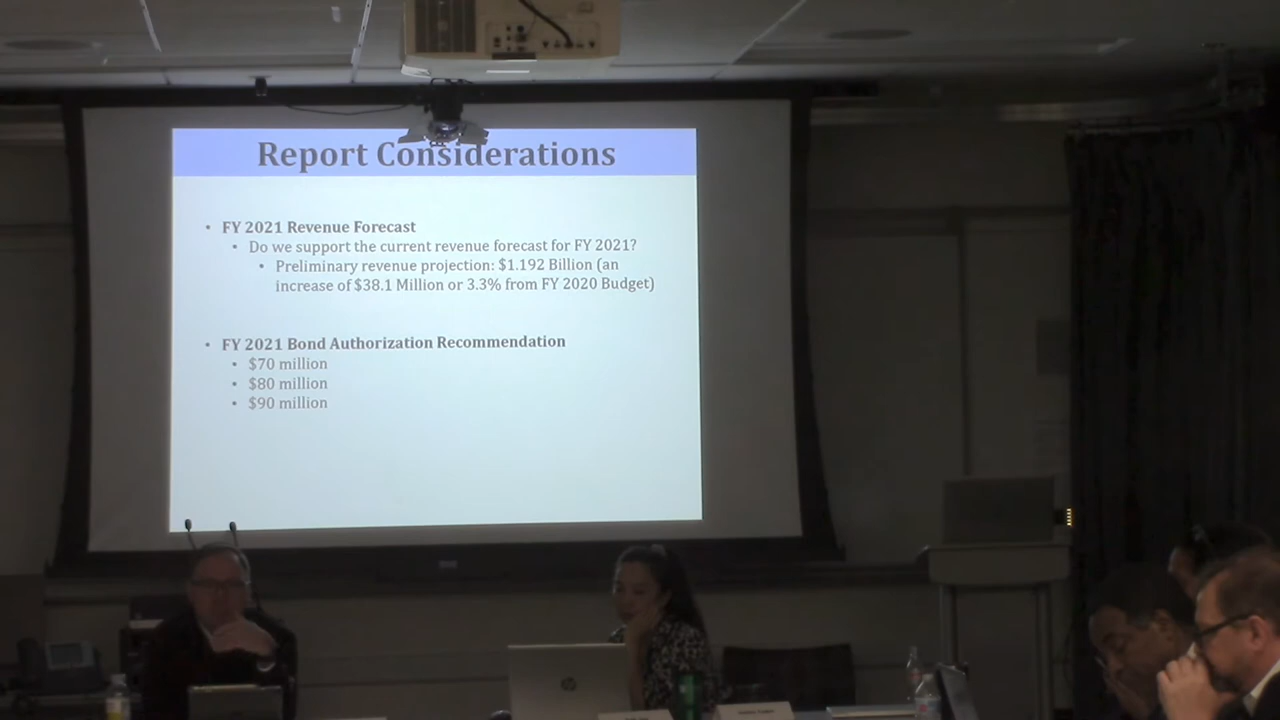 Report Considerations
• FY 2021 Revenue Forecast
• Do we support the current revenue forecast for FY 2021?
• Preliminary revenue projection: $1.192 Billion (an
increase of $38.1 Million or 3.3% from FY 2020 Budget)
• FY 2021 Bond Authorization Recommendation
• $70 million
• $80 million
• $90 million
hp